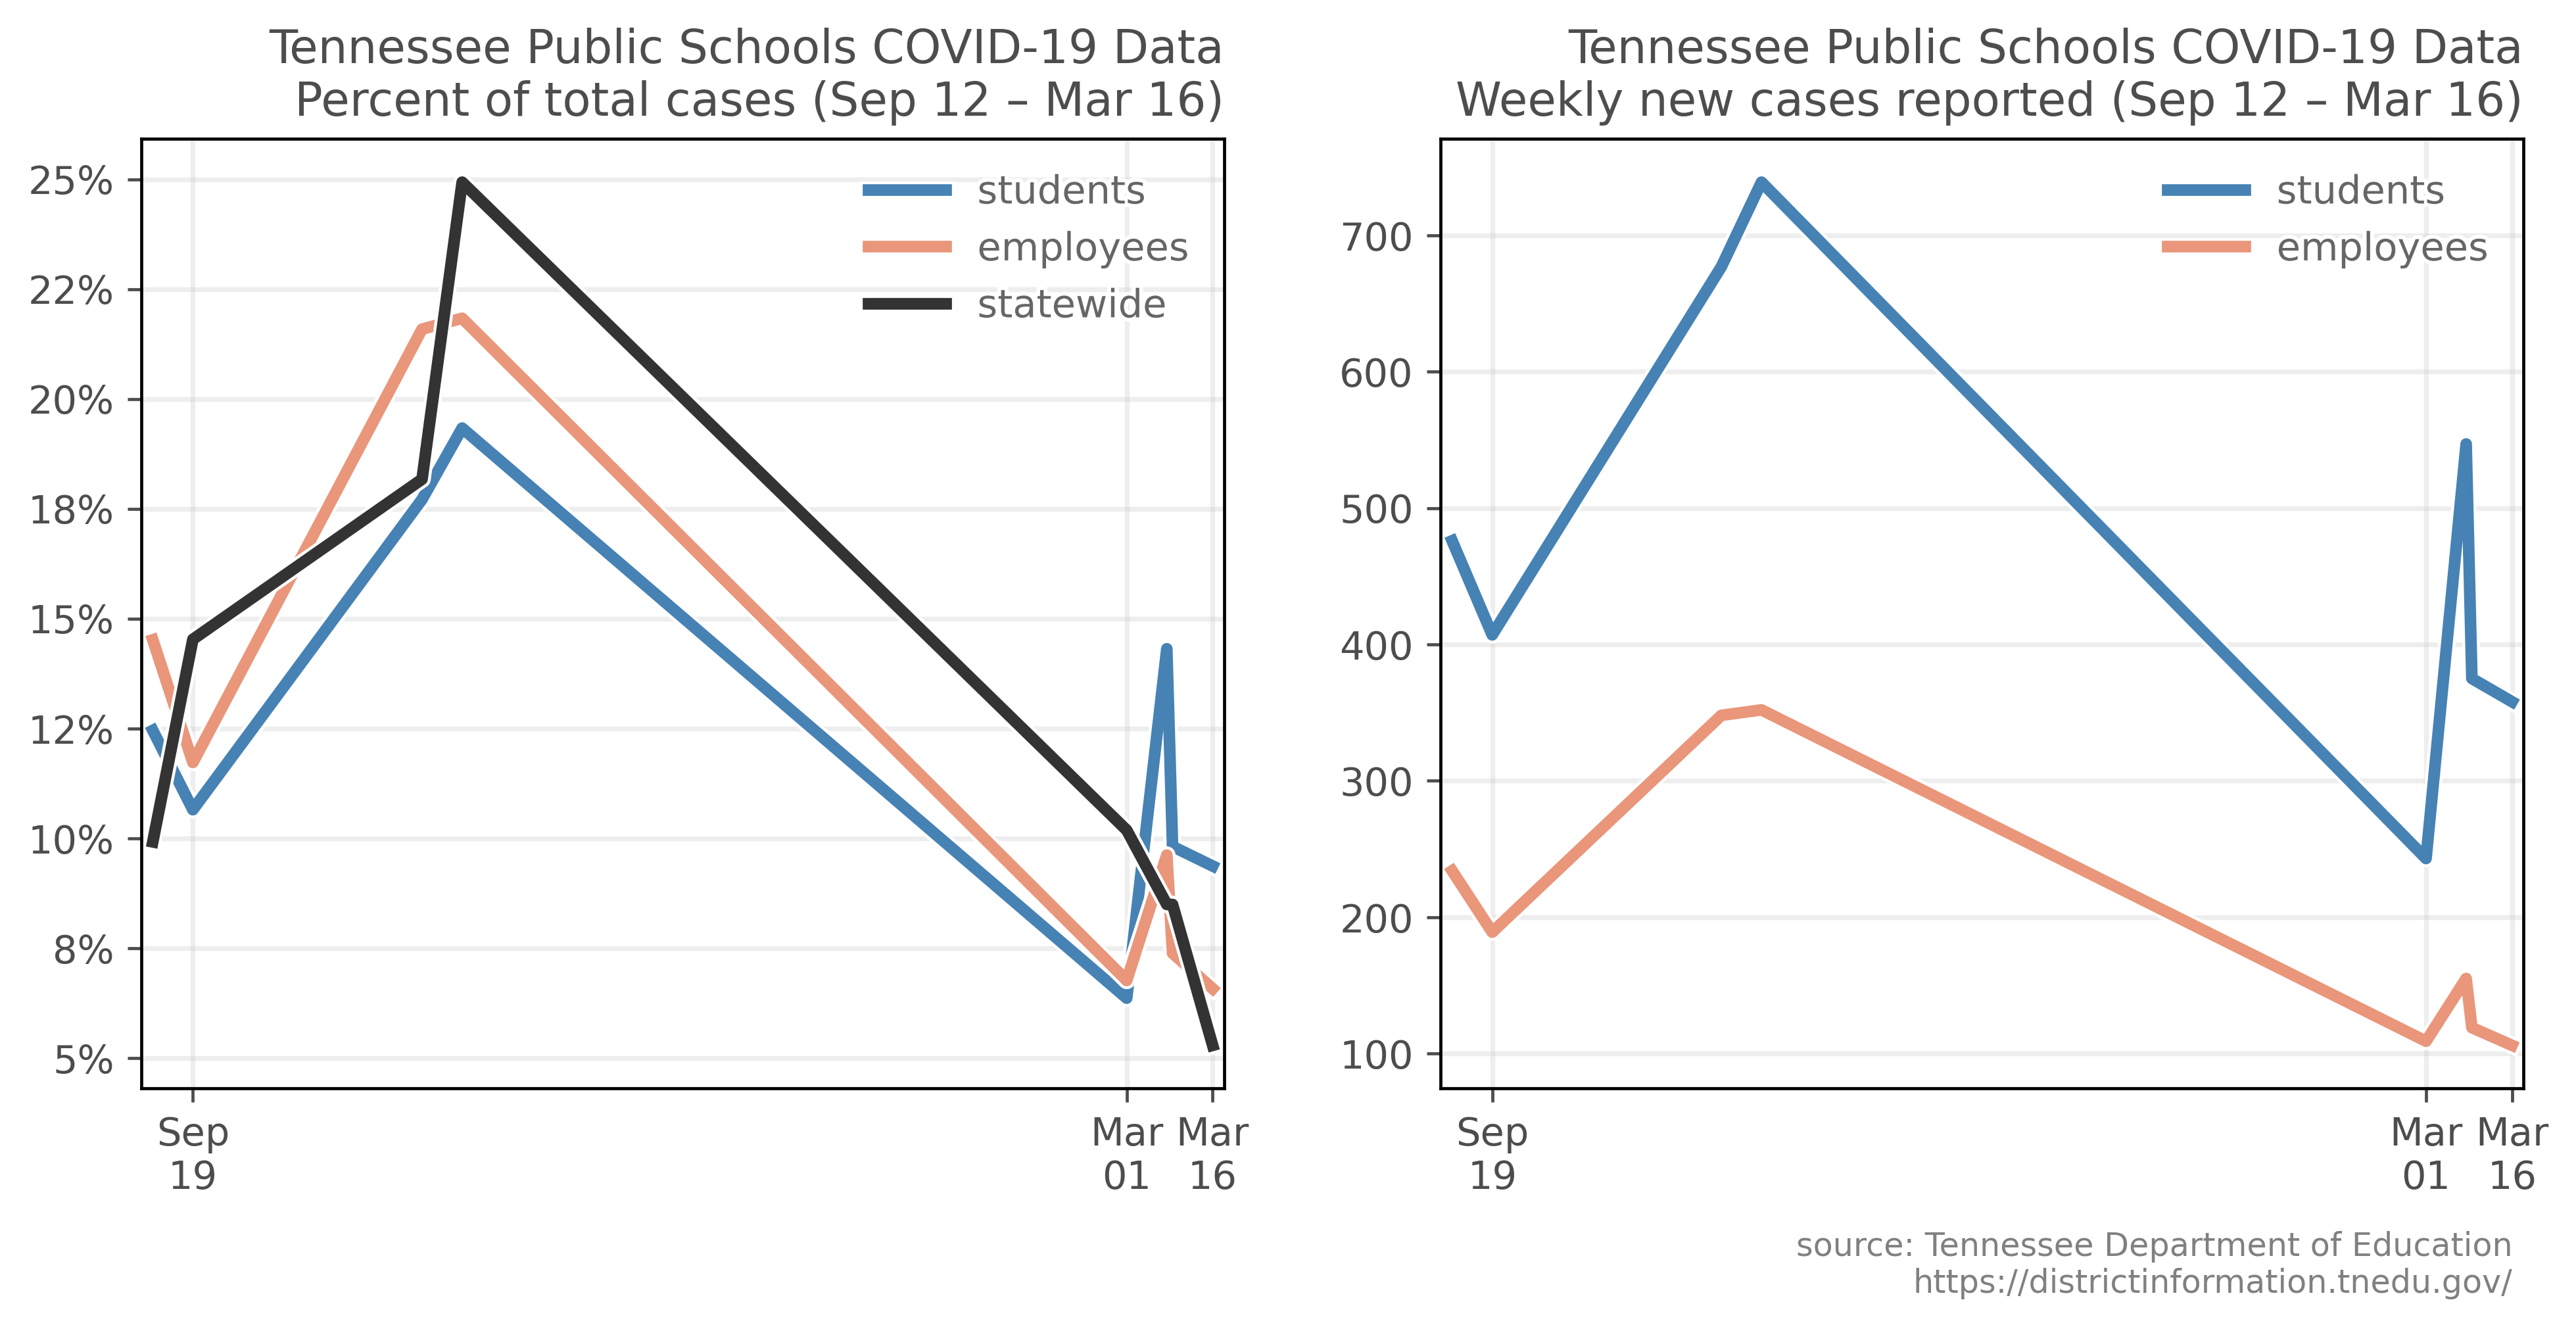 Tennessee Public Schools COVID-19 Data
Percent of total cases (Sep 12 – Mar 16)
25%
22%
20%
18%
15%
12%
10%
8%
5%
students
employees
statewide
Sep
19
Mar
01
Mar
16
Tennessee Public Schools COVID-19 Data
Weekly new cases reported (Sep 12 – Mar 16)
700
600
500
400
300
200
100
students
employees
Sep
19
Mar
01
Mar
16
source: Tennessee Department of Education
https://districtinformation.tnedu.gov/